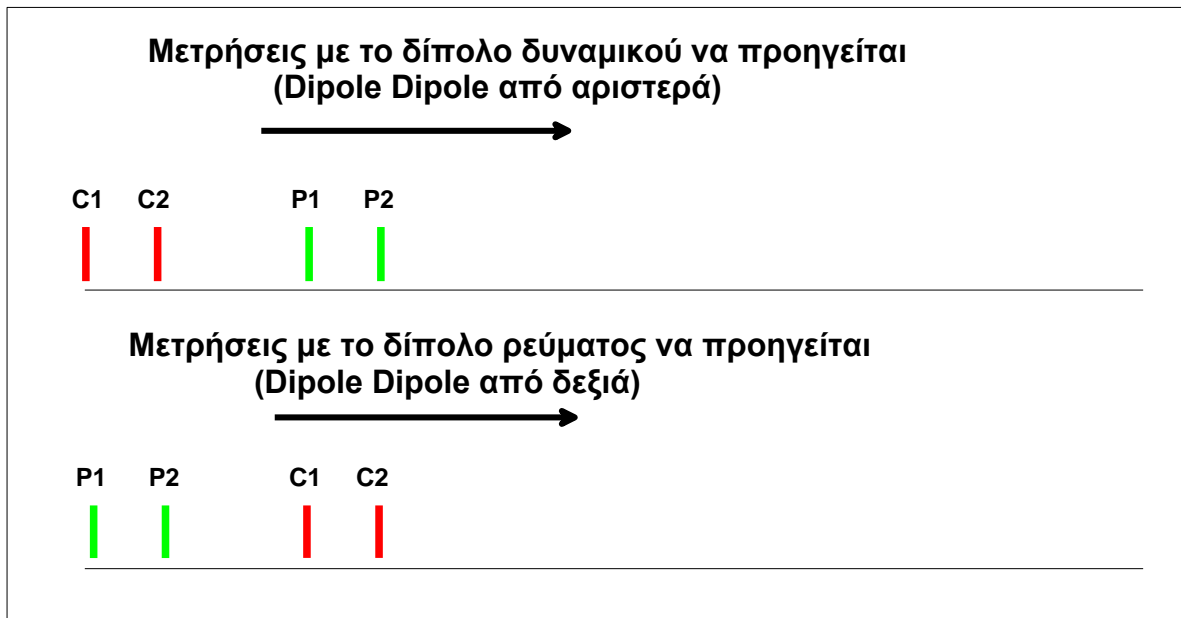 Μετρήσεις με το δίπολο δυναμικού να προηγείται
(Dipole Dipole από αριστερά)
C1 C2 P1 P2
Μετρήσεις με το δίπολο ρεύματος να προηγείται
(Dipole Dipole από δεξιά)
P1 P2 C1 C2